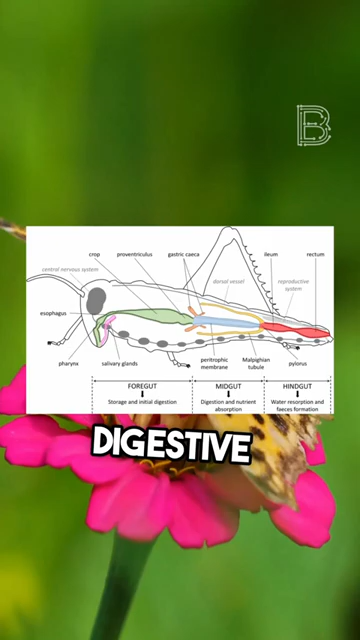 B
crop proventriculus gastric caeca ileum rectum
central nervous system dorsal vessel reproductive system
esophagus
pharynx salivary glands peritrophic membrane Malpighian tubule pylorus
FOREGUT MIDGUT HINDGUT
Storage and initial digestion Digestion and nutrient absorption Water resorption and faeces formation
DIGESTIVE